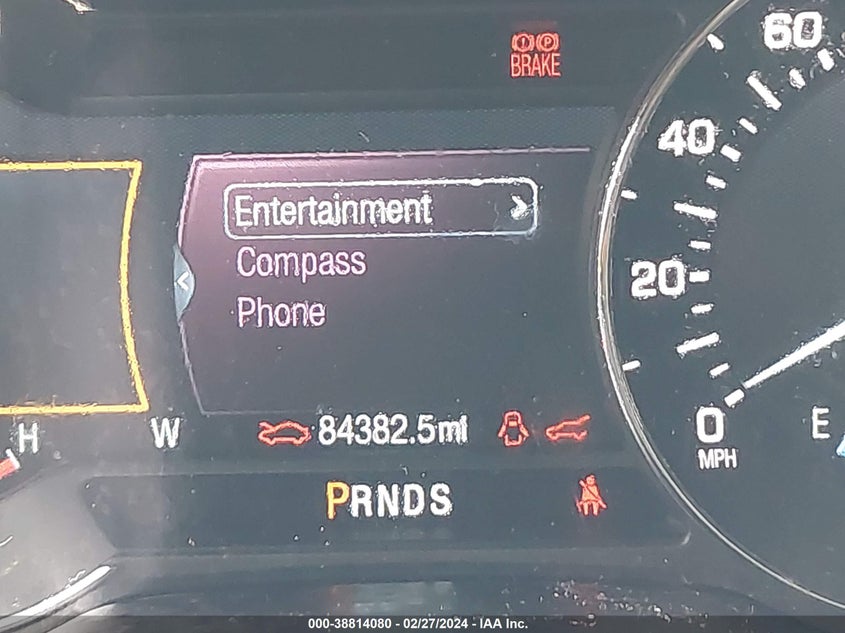 BRAKE
60
40
Entertainment
Compass
20
Phone
H
W
84382.5mi
0
E
MPH
PRNDS
000-38814080 - 02/27/2024 - IAA Inc.